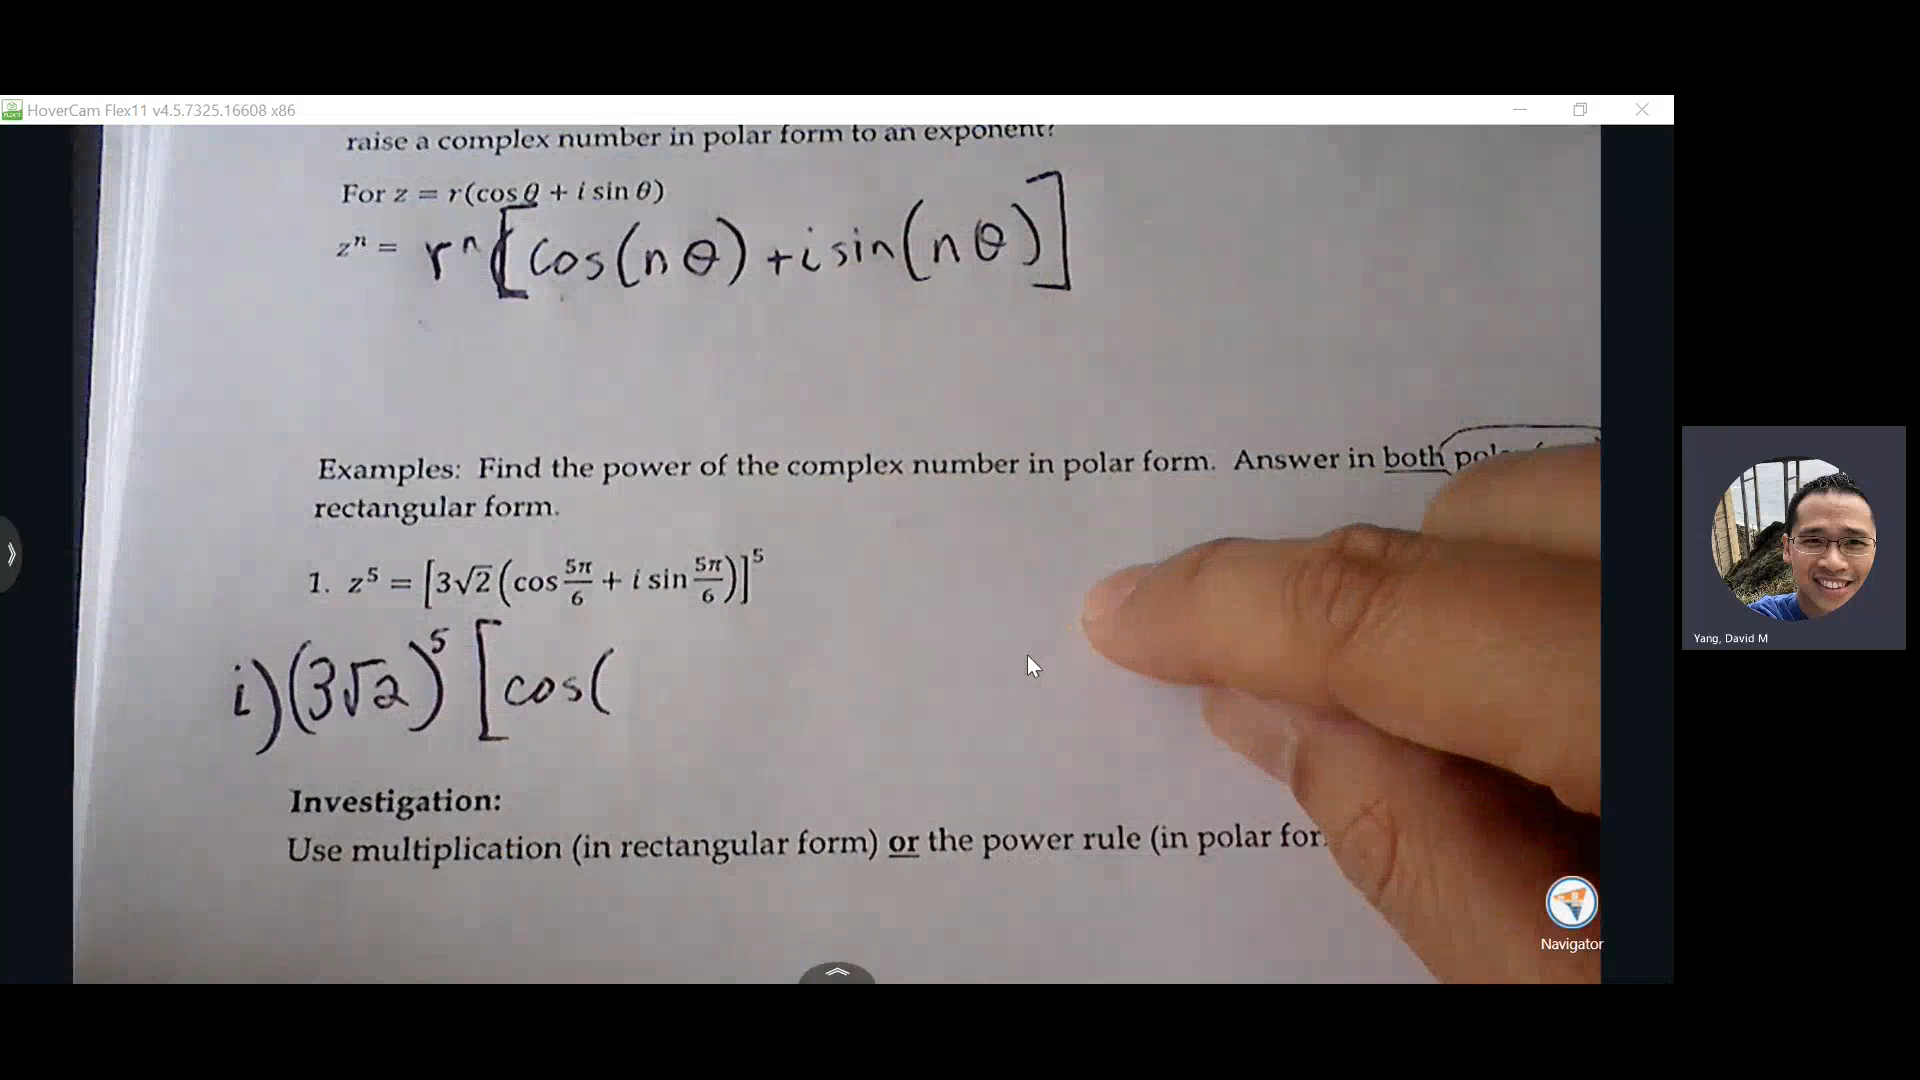 HoverCam Flex11 v4.5.7325.16608 x86
raise a complex number in polar form to an exponent?
For z = r(cos θ + i sin θ)
zⁿ = rⁿ[cos(nθ) + i sin(nθ)]
Examples: Find the power of the complex number in polar form. Answer in both
rectangular form.
1. z⁵ = [3√2(cos 5π/6 + i sin 5π/6)]⁵
i) (3√2)⁵ [cos(
Investigation:
Use multiplication (in rectangular form) or the power rule (in polar
Navigator
Yang, David M